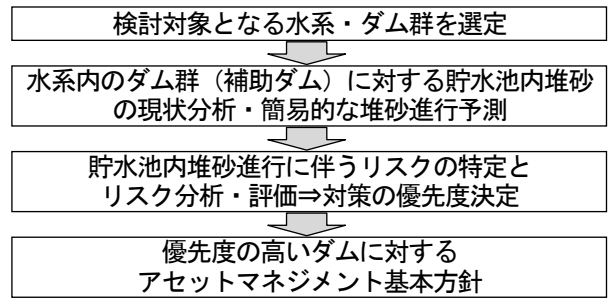 検討対象となる水系・ダム群を選定
水系内のダム群（補助ダム）に対する貯水池内堆砂
の現状分析・簡易的な堆砂進行予測
貯水池内堆砂進行に伴うリスクの特定と
リスク分析・評価⇒対策の優先度決定
優先度の高いダムに対する
アセットマネジメント基本方針